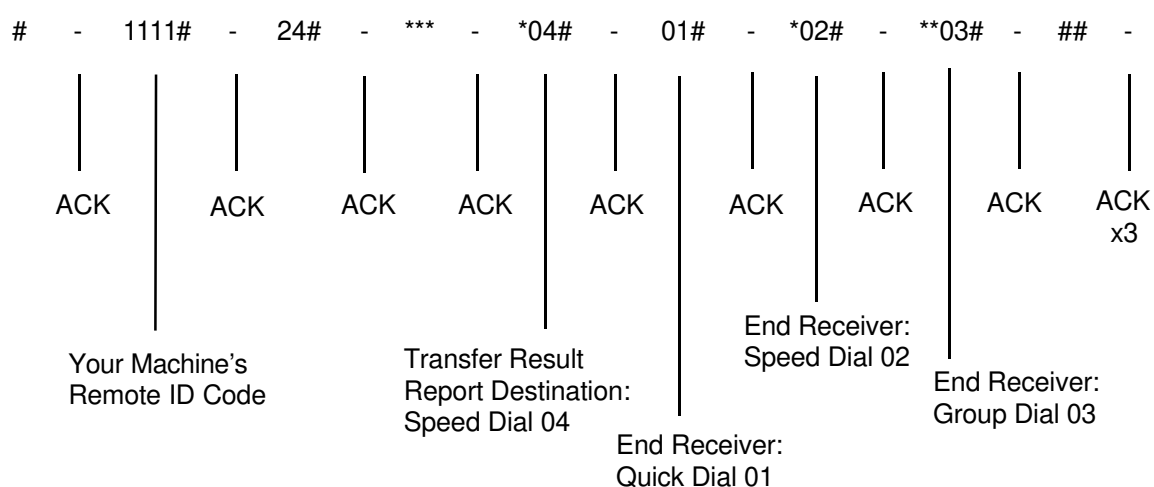 # - 1111# - 24# - *** - *04# - 01# - *02# - **03# - ## -
ACK ACK ACK ACK ACK ACK ACK ACK ACK
x3
Your Machine's
Remote ID Code
Transfer Result
Report Destination:
Speed Dial 04
End Receiver:
Quick Dial 01
End Receiver:
Speed Dial 02
End Receiver:
Group Dial 03